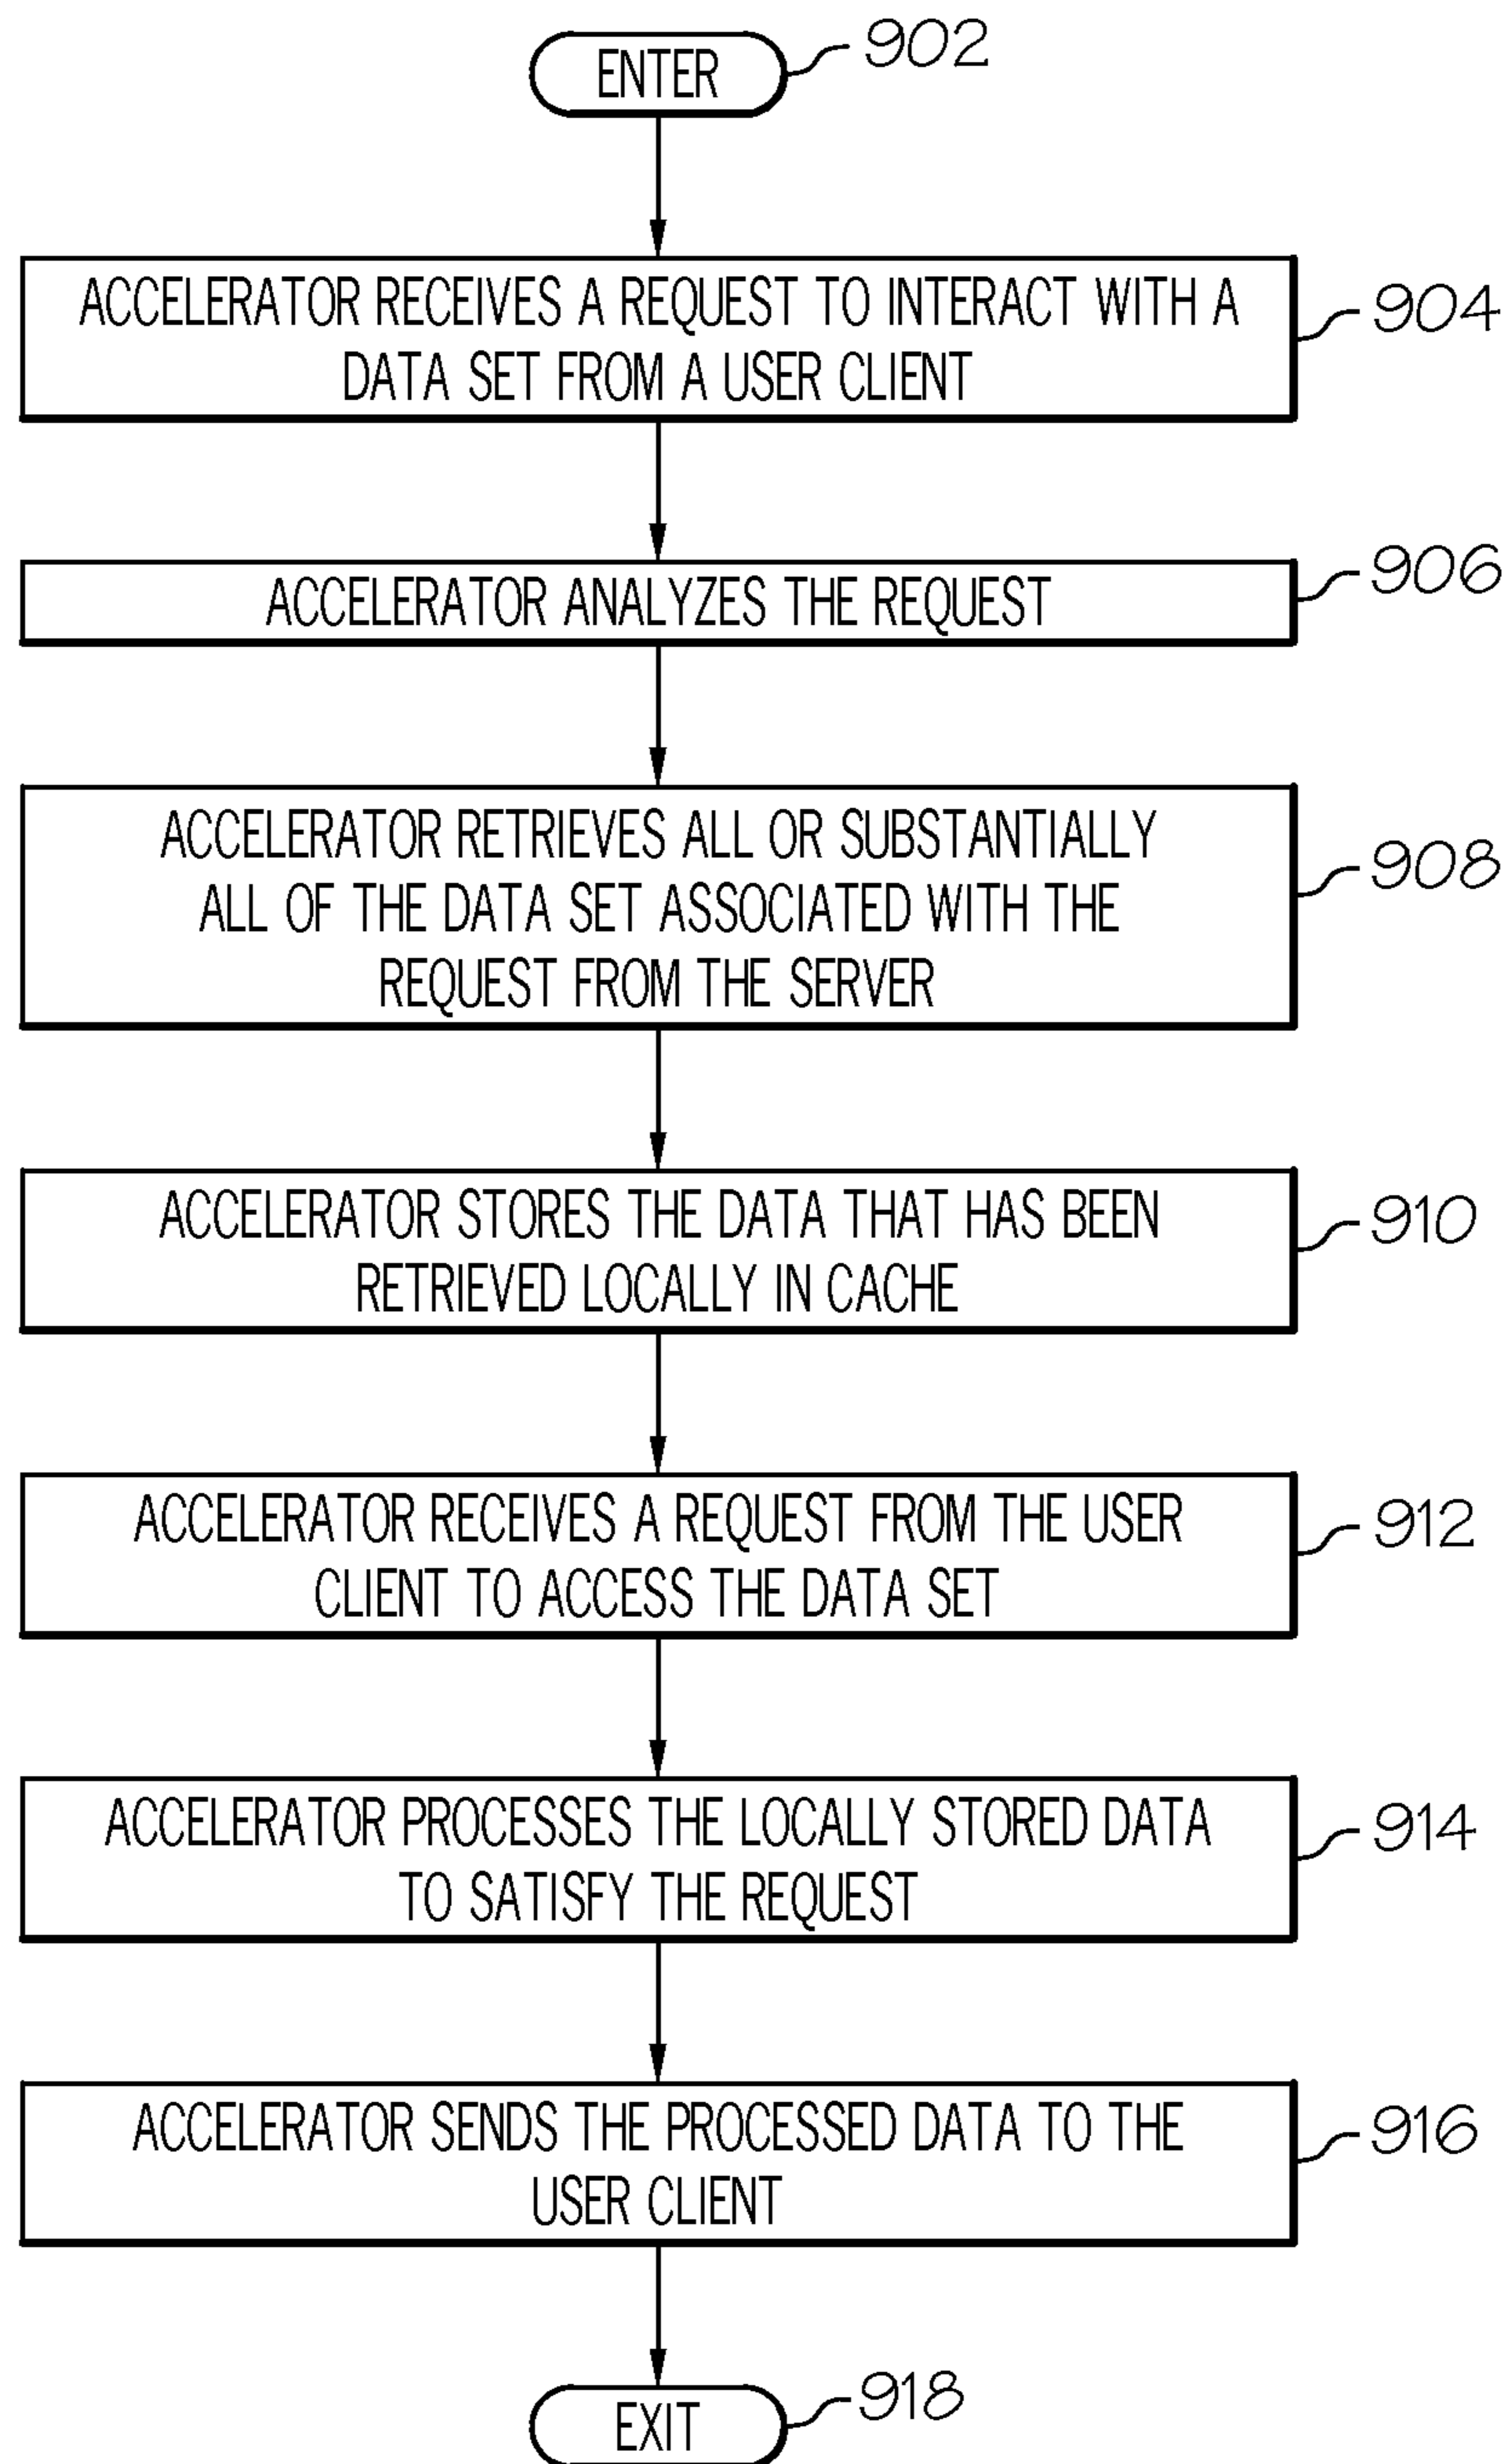 ENTER
902
ACCELERATOR RECEIVES A REQUEST TO INTERACT WITH A
DATA SET FROM A USER CLIENT
904
ACCELERATOR ANALYZES THE REQUEST
906
ACCELERATOR RETRIEVES ALL OR SUBSTANTIALLY
ALL OF THE DATA SET ASSOCIATED WITH THE
REQUEST FROM THE SERVER
908
ACCELERATOR STORES THE DATA THAT HAS BEEN
RETRIEVED LOCALLY IN CACHE
910
ACCELERATOR RECEIVES A REQUEST FROM THE USER
CLIENT TO ACCESS THE DATA SET
912
ACCELERATOR PROCESSES THE LOCALLY STORED DATA
TO SATISFY THE REQUEST
914
ACCELERATOR SENDS THE PROCESSED DATA TO THE
USER CLIENT
916
EXIT
918